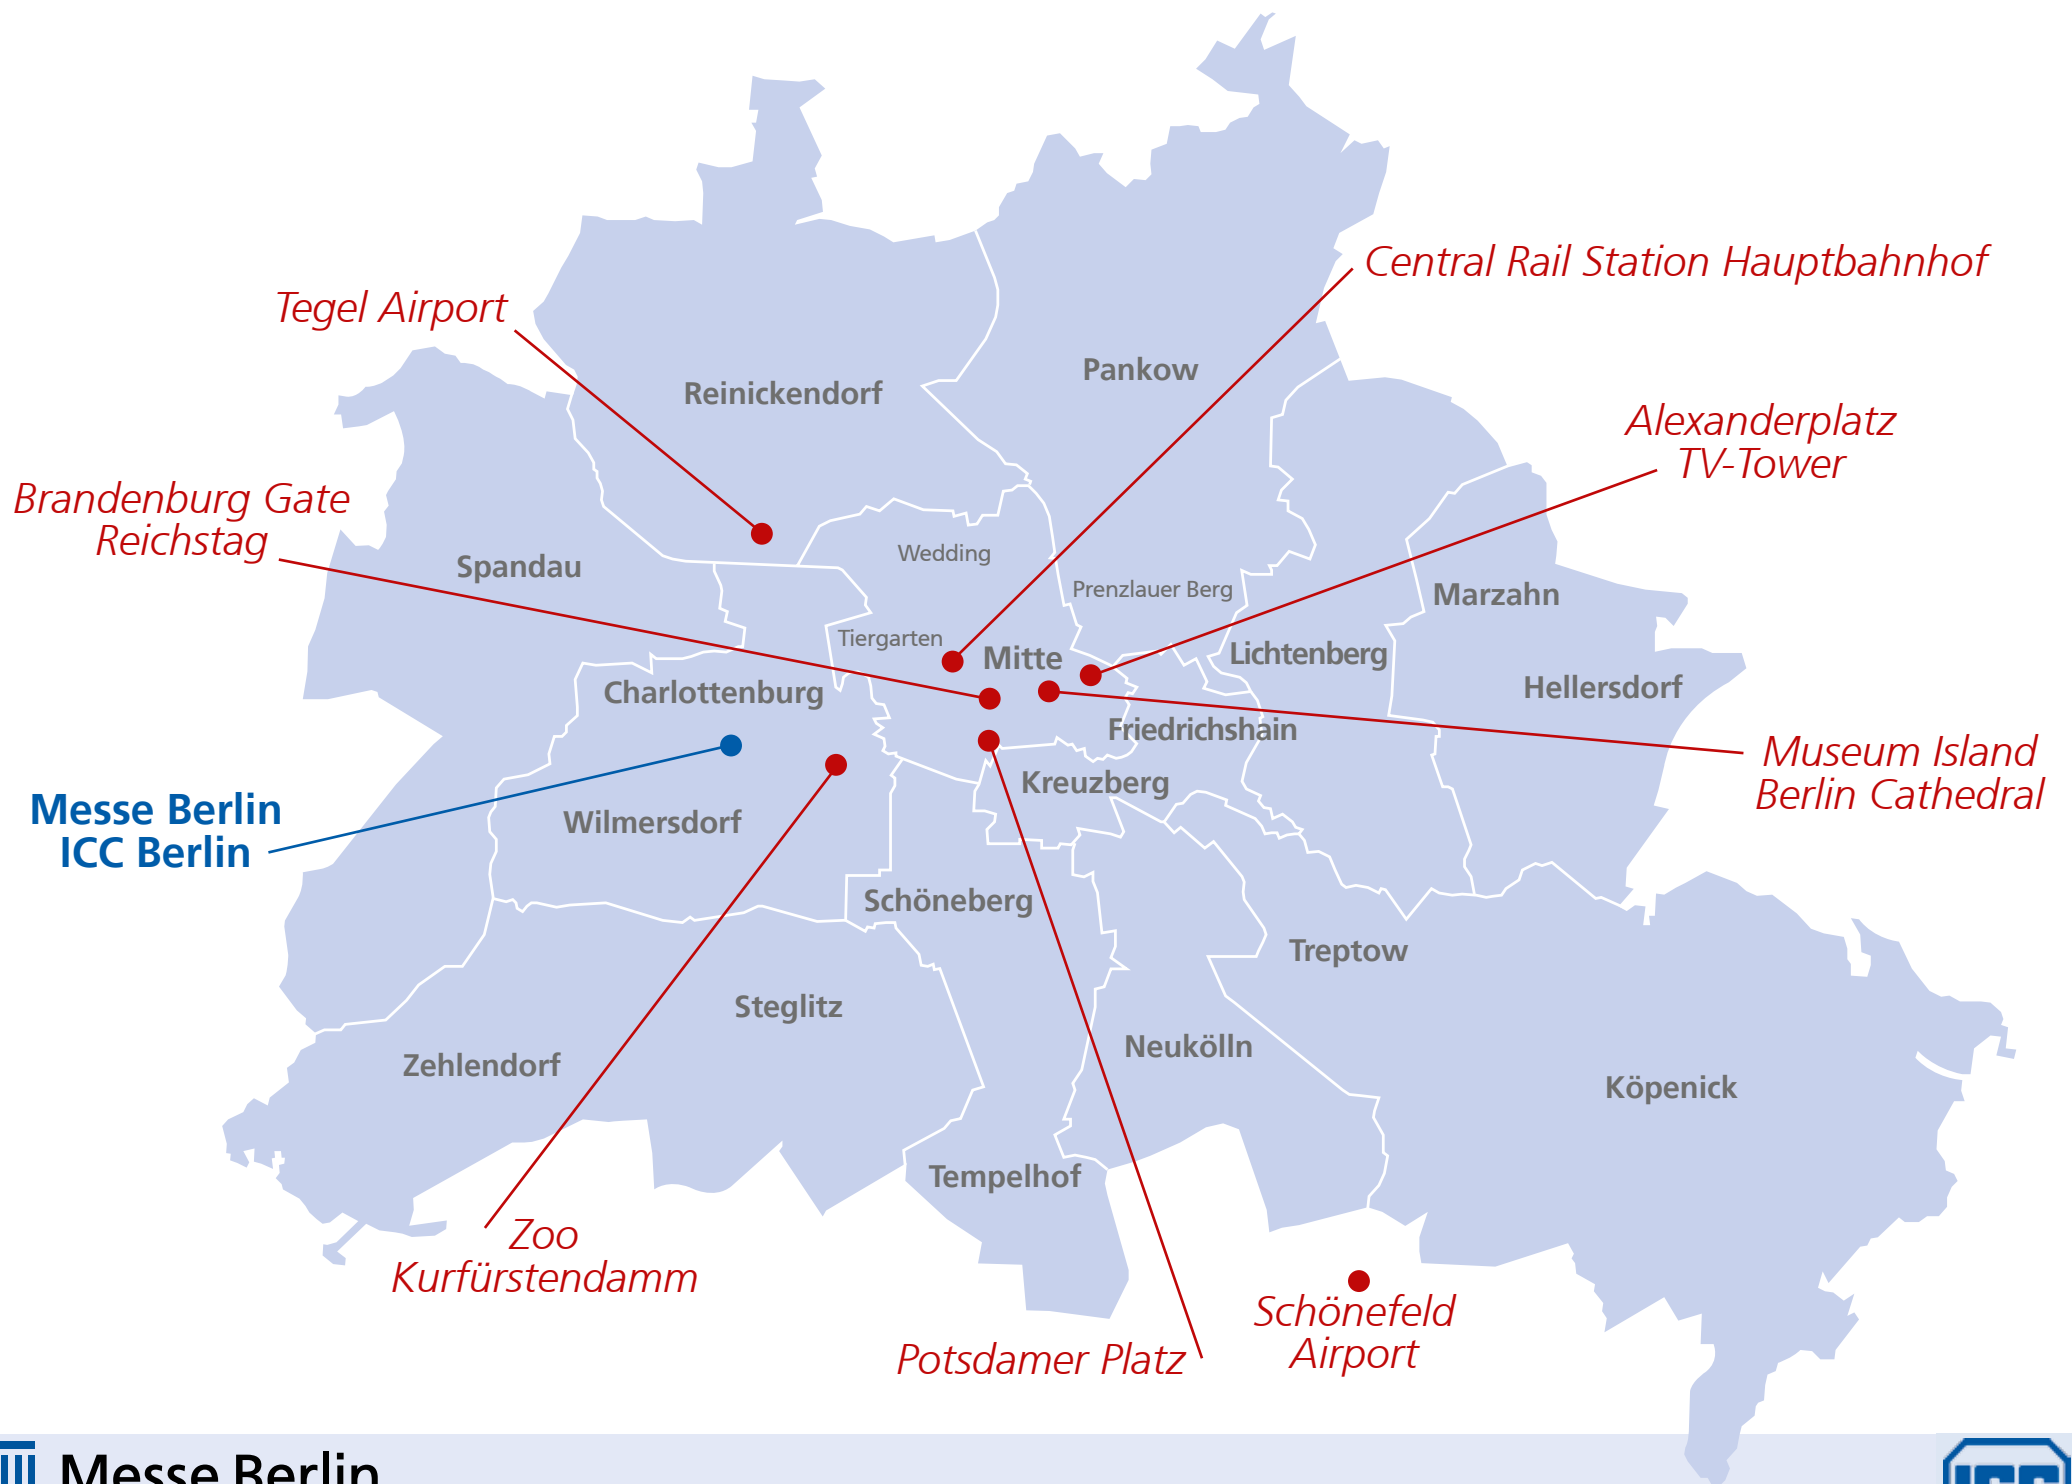 Central Rail Station Hauptbahnhof
Tegel Airport
Pankow
Reinickendorf
Alexanderplatz
TV-Tower
Brandenburg Gate
Reichstag
Wedding
Spandau
Prenzlauer Berg
Marzahn
Tiergarten
Mitte
Lichtenberg
Charlottenburg
Hellersdorf
Friedrichshain
Museum Island
Berlin Cathedral
Kreuzberg
Messe Berlin
ICC Berlin
Wilmersdorf
Schöneberg
Treptow
Steglitz
Neukölln
Zehlendorf
Köpenick
Tempelhof
Zoo
Kurfürstendamm
Schönefeld
Airport
Potsdamer Platz
Messe Berlin
ICC